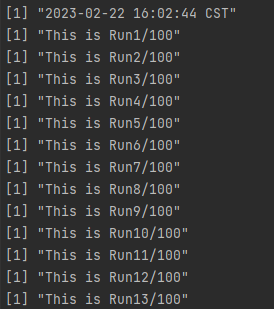 [1] "2023-02-22 16:02:44 CST"
[1] "This is Run1/100"
[1] "This is Run2/100"
[1] "This is Run3/100"
[1] "This is Run4/100"
[1] "This is Run5/100"
[1] "This is Run6/100"
[1] "This is Run7/100"
[1] "This is Run8/100"
[1] "This is Run9/100"
[1] "This is Run10/100"
[1] "This is Run11/100"
[1] "This is Run12/100"
[1] "This is Run13/100"